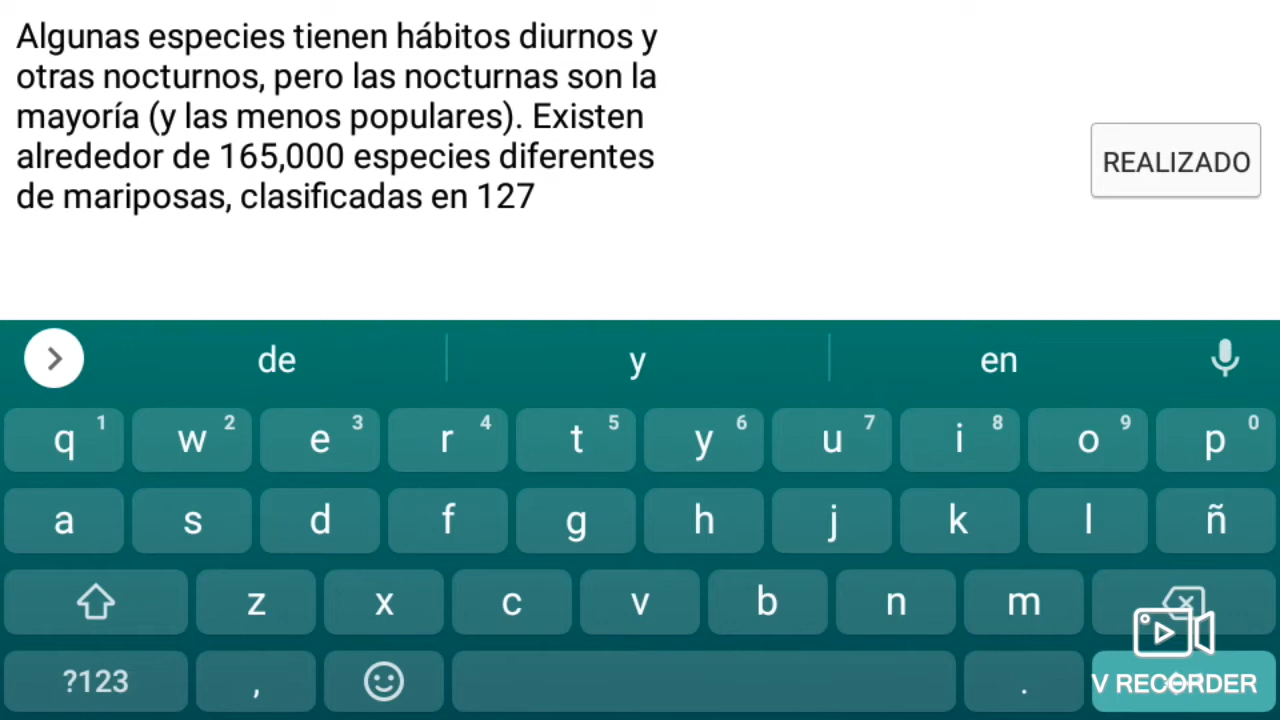 Algunas especies tienen hábitos diurnos y
otras nocturnos, pero las nocturnas son la
mayoría (y las menos populares). Existen
alrededor de 165,000 especies diferentes
de mariposas, clasificadas en 127
REALIZADO
de y en
q 1 w 2 e 3 r 4 t 5 y 6 u 7 i 8 o 9 p 0
a s d f g h j k l ñ
z x c v b n m
?123 , .
V RECORDER